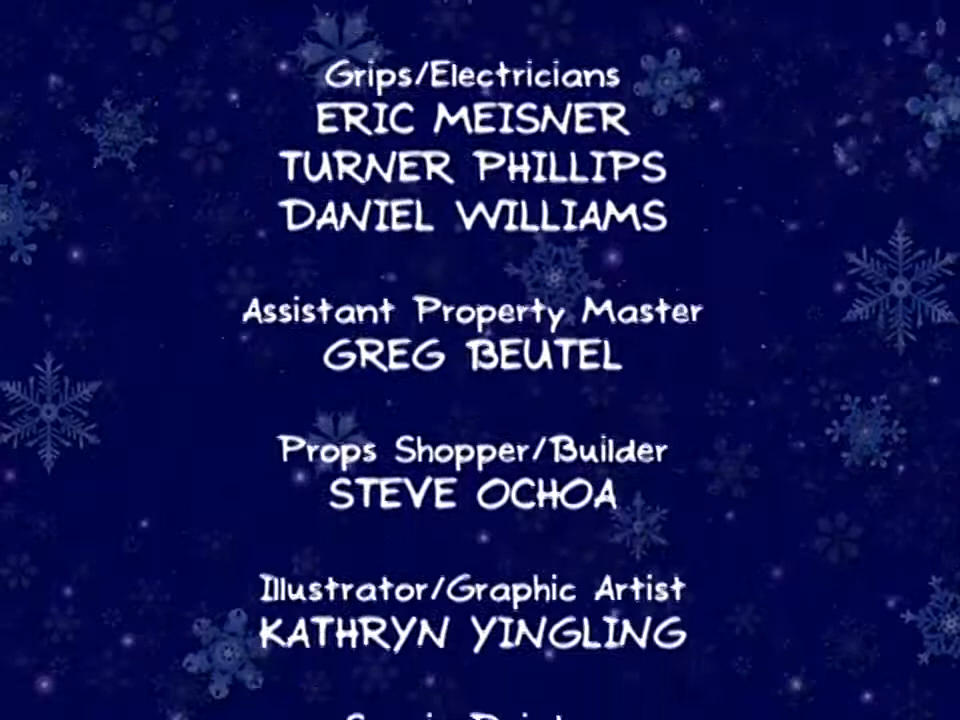 Grips/Electricians
ERIC MEISNER
TURNER PHILLIPS
DANIEL WILLIAMS
Assistant Property Master
GREG BEUTEL
Props Shopper/Builder
STEVE OCHOA
Illustrator/Graphic Artist
KATHRYN YINGLING